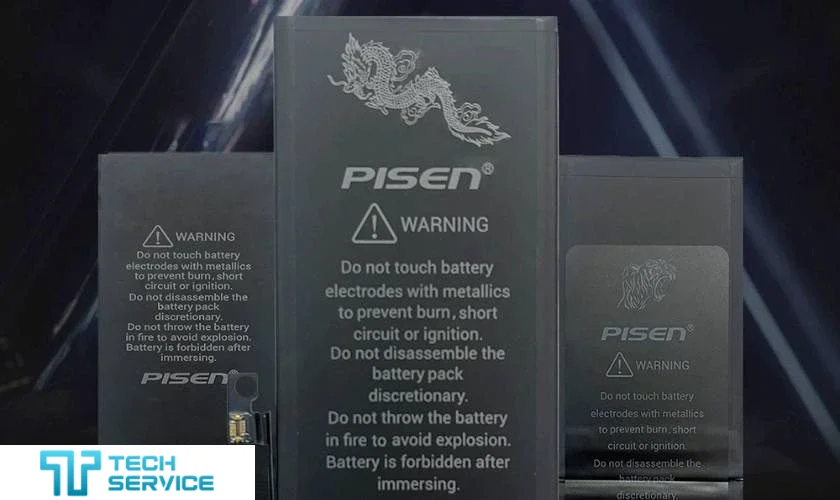 WARNING
Do not touch battery
electrodes with metallics
to prevent burn, short
circuit or ignition.
Do not disassemble the
battery pack
discretionary.
Do not throw the battery
in fire to avoid explosion.
Battery is forbidden after
immersing.
PISEN
PISEN®
WARNING
Do not touch battery
electrodes with metallics
to prevent burn, short
circuit or ignition.
Do not disassemble the
battery pack
discretionary.
Do not throw the battery
in fire to avoid explosion.
Battery is forbidden after
immersing.
PISEN®
WARNING
Do not touch battery
electrodes with metallics
to prevent burn, short
circuit or ignition.
Do not disassemble the
battery pack
discretionary.
TECH
SERVICE